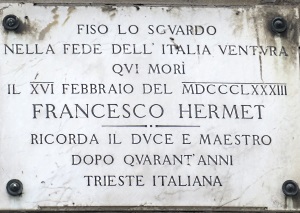 FISO LO SGVARDO
NELLA FEDE DELL' ITALIA VENTVRA
QVI MORÌ
IL XVI FEBBRAIO DEL MDCCCLXXXIII
FRANCESCO HERMET
RICORDA IL DVCE E MAESTRO
DOPO QVARANT'ANNI
TRIESTE ITALIANA